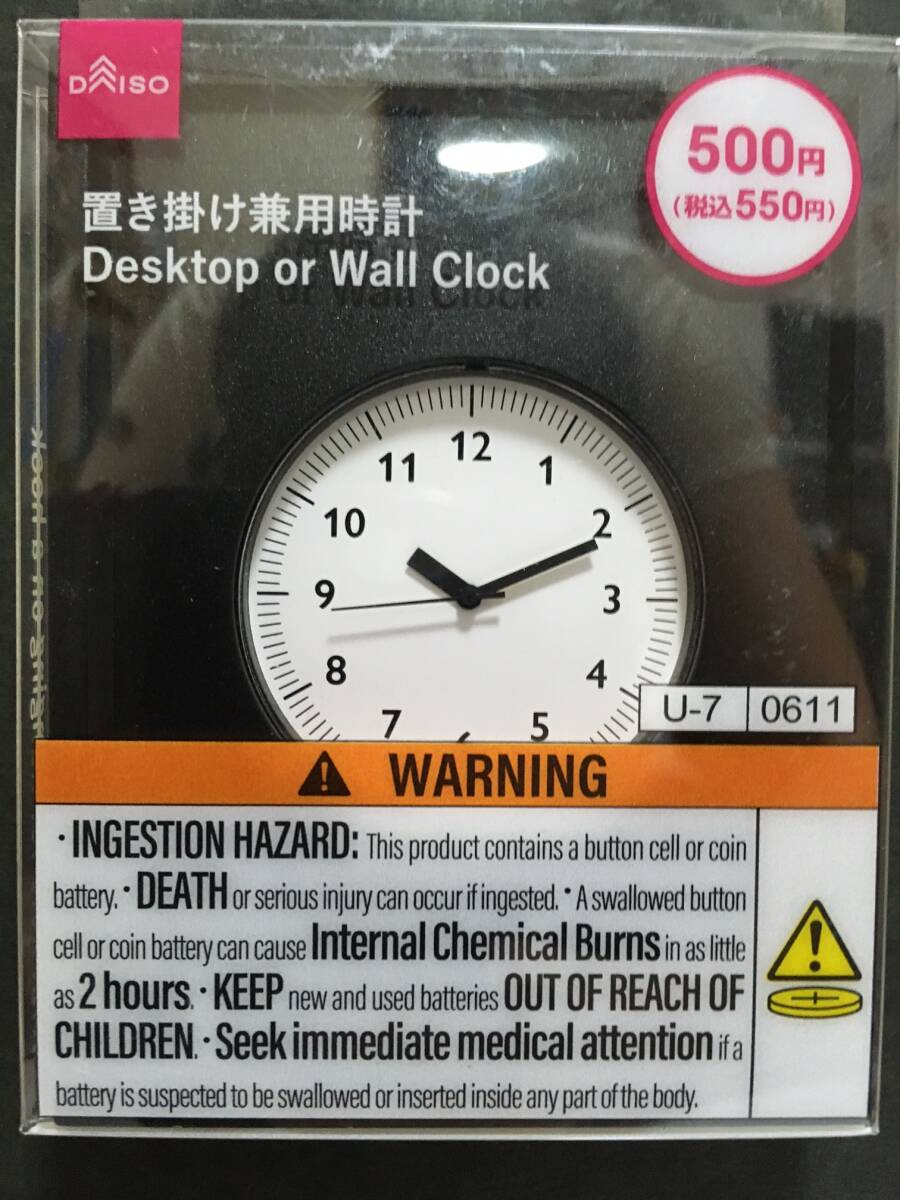 DAISO
500円
(税込550円)
置き掛け兼用時計
Desktop or Wall Clock
12
11
1
10
2
9
3
8
4
7
5
U-7
0611
WARNING
・INGESTION HAZARD: This product contains a button cell or coin
battery. ・DEATH or serious injury can occur if ingested. ・A swallowed button
cell or coin battery can cause Internal Chemical Burns in as little
as 2 hours. ・KEEP new and used batteries OUT OF REACH OF
CHILDREN. ・Seek immediate medical attention if a
battery is suspected to be swallowed or inserted inside any part of the body.